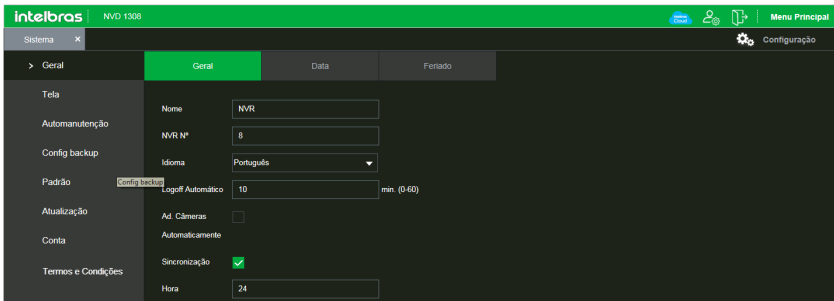 intelbras NVD 1308
intelbras Cloud Menu Principal
Sistema × Configuração
> Geral
Tela
Automanutenção
Config backup
Padrão
Atualização
Conta
Termos e Condições
Config backup
Geral Data Feriado
Nome NVR
NVR Nº 8
Idioma Português
Logoff Automático 10 min. (0-60)
Ad. Câmeras
Automaticamente
Sincronização
Hora 24